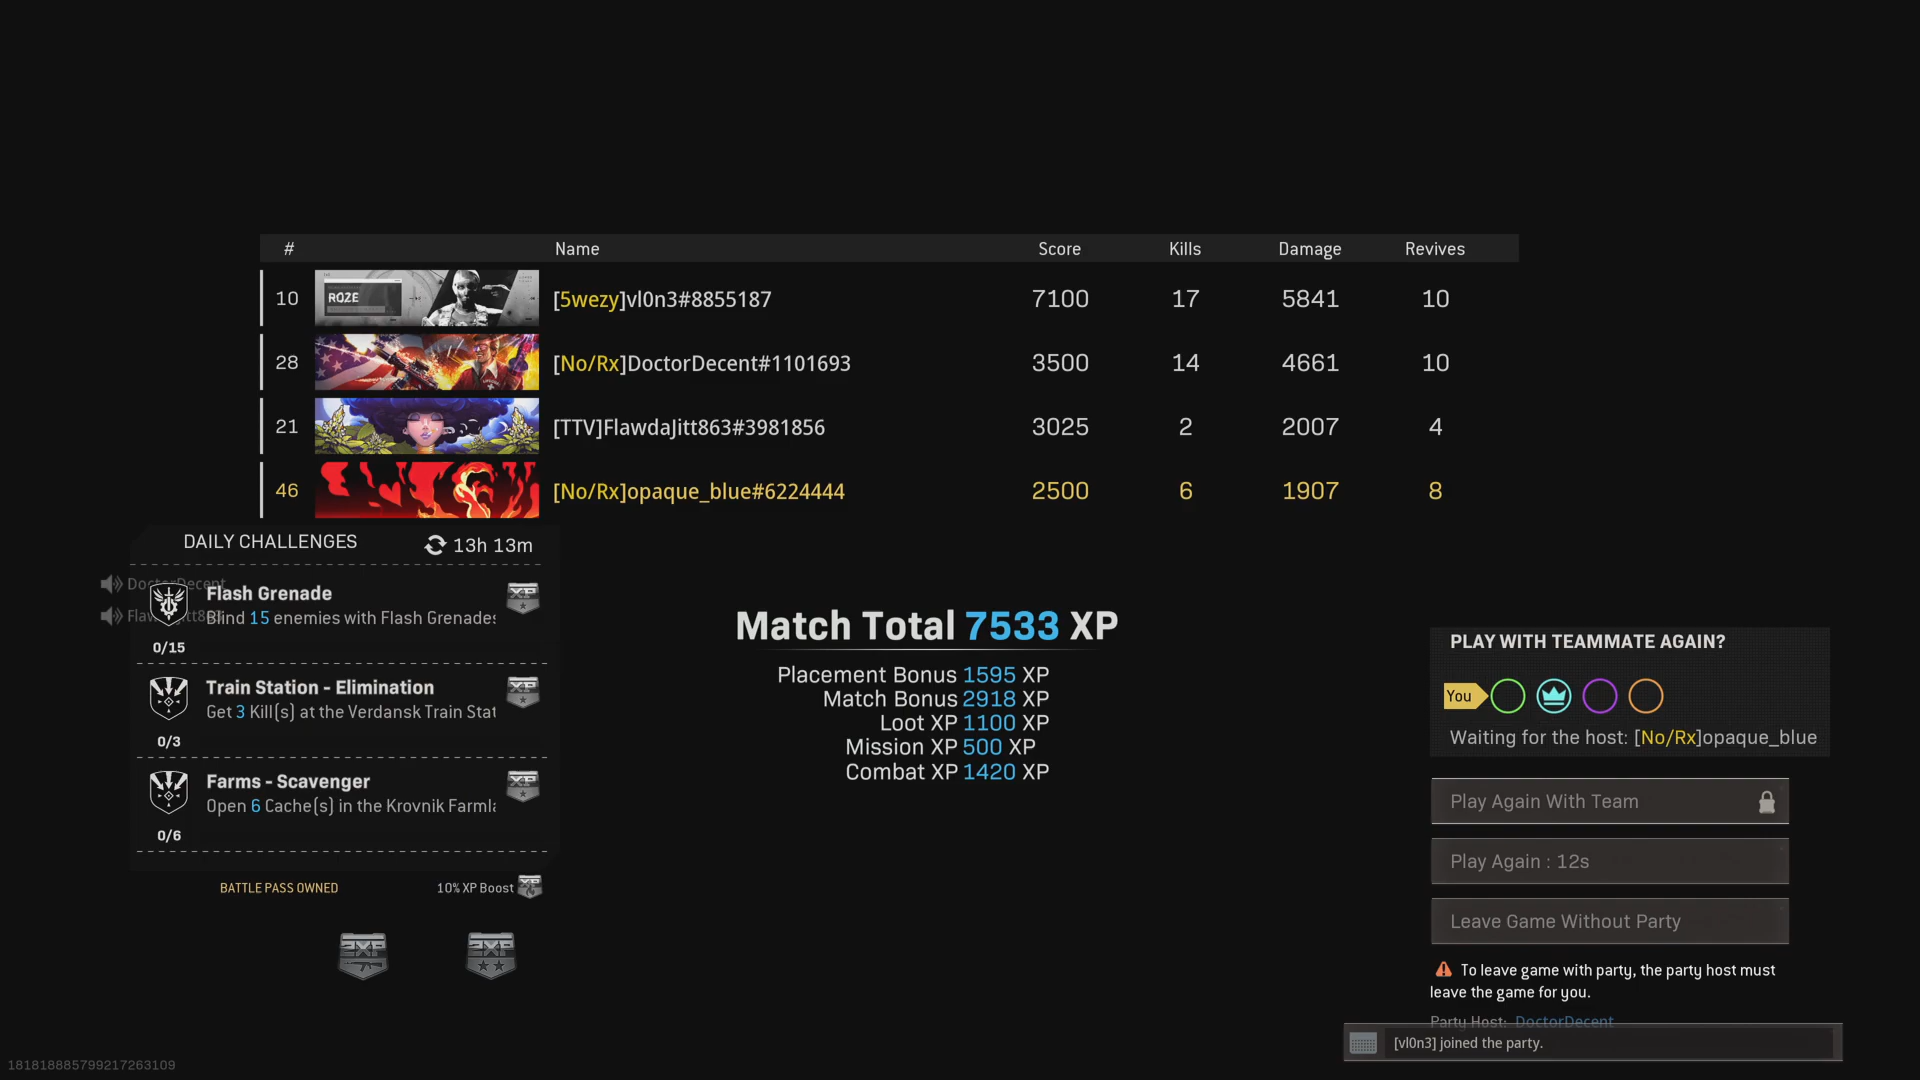 # Name Score Kills Damage Revives
10 ROZE [5wezy]vl0n3#8855187 7100 17 5841 10
28 [No/Rx]DoctorDecent#1101693 3500 14 4661 10
21 [TTV]FlawdaJitt863#3981856 3025 2 2007 4
46 [No/Rx]opaque_blue#6224444 2500 6 1907 8
DAILY CHALLENGES 13h 13m
DoctorDecent
Flash Grenade
Blind 15 enemies with Flash Grenades
0/15
Train Station - Elimination
Get 3 Kill(s) at the Verdansk Train Stat
0/3
Farms - Scavenger
Open 6 Cache(s) in the Krovnik Farmla
0/6
BATTLE PASS OWNED 10% XP Boost
2XP 2XP
Match Total 7533 XP
Placement Bonus 1595 XP
Match Bonus 2918 XP
Loot XP 1100 XP
Mission XP 500 XP
Combat XP 1420 XP
PLAY WITH TEAMMATE AGAIN?
You
Waiting for the host: [No/Rx]opaque_blue
Play Again With Team
Play Again : 12s
Leave Game Without Party
To leave game with party, the party host must
leave the game for you.
Party Host: DoctorDecent
[vl0n3] joined the party.
181818885799217263109